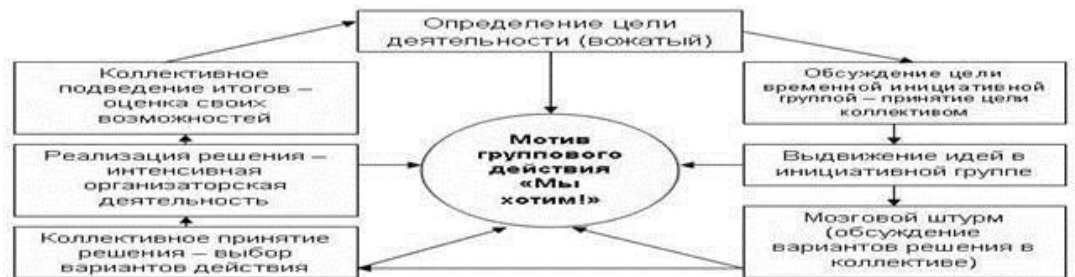 Определение цели
деятельности (вожатый)
Коллективное
подведение итогов –
оценка своих
возможностей
Обсуждение цели
временной инициативной
группой – принятие цели
коллективом
Мотив
группового
действия
«Мы
хотим!»
Реализация решения –
интенсивная
организаторская
деятельность
Выдвижение идей в
инициативной группе
Коллективное принятие
решения – выбор
вариантов действия
Мозговой штурм
(обсуждение
вариантов решения в
коллективе)